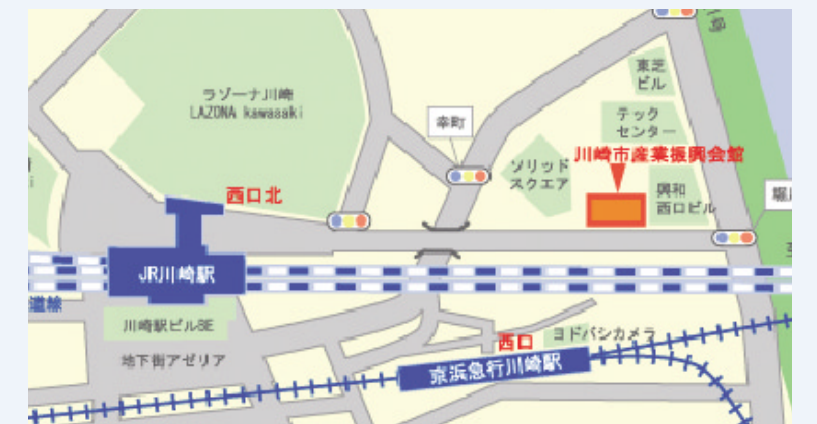 東芝
ビル
ラゾーナ川崎
LAZONA kawasaki
幸町
テック
センター
川崎市産業振興会館
ソリッド
スクエア
西口北
興和
西口ビル
堀川
JR川崎駅
川崎駅ビルBE
西口
ヨドバシカメラ
地下街アゼリア
京浜急行川崎駅
道線